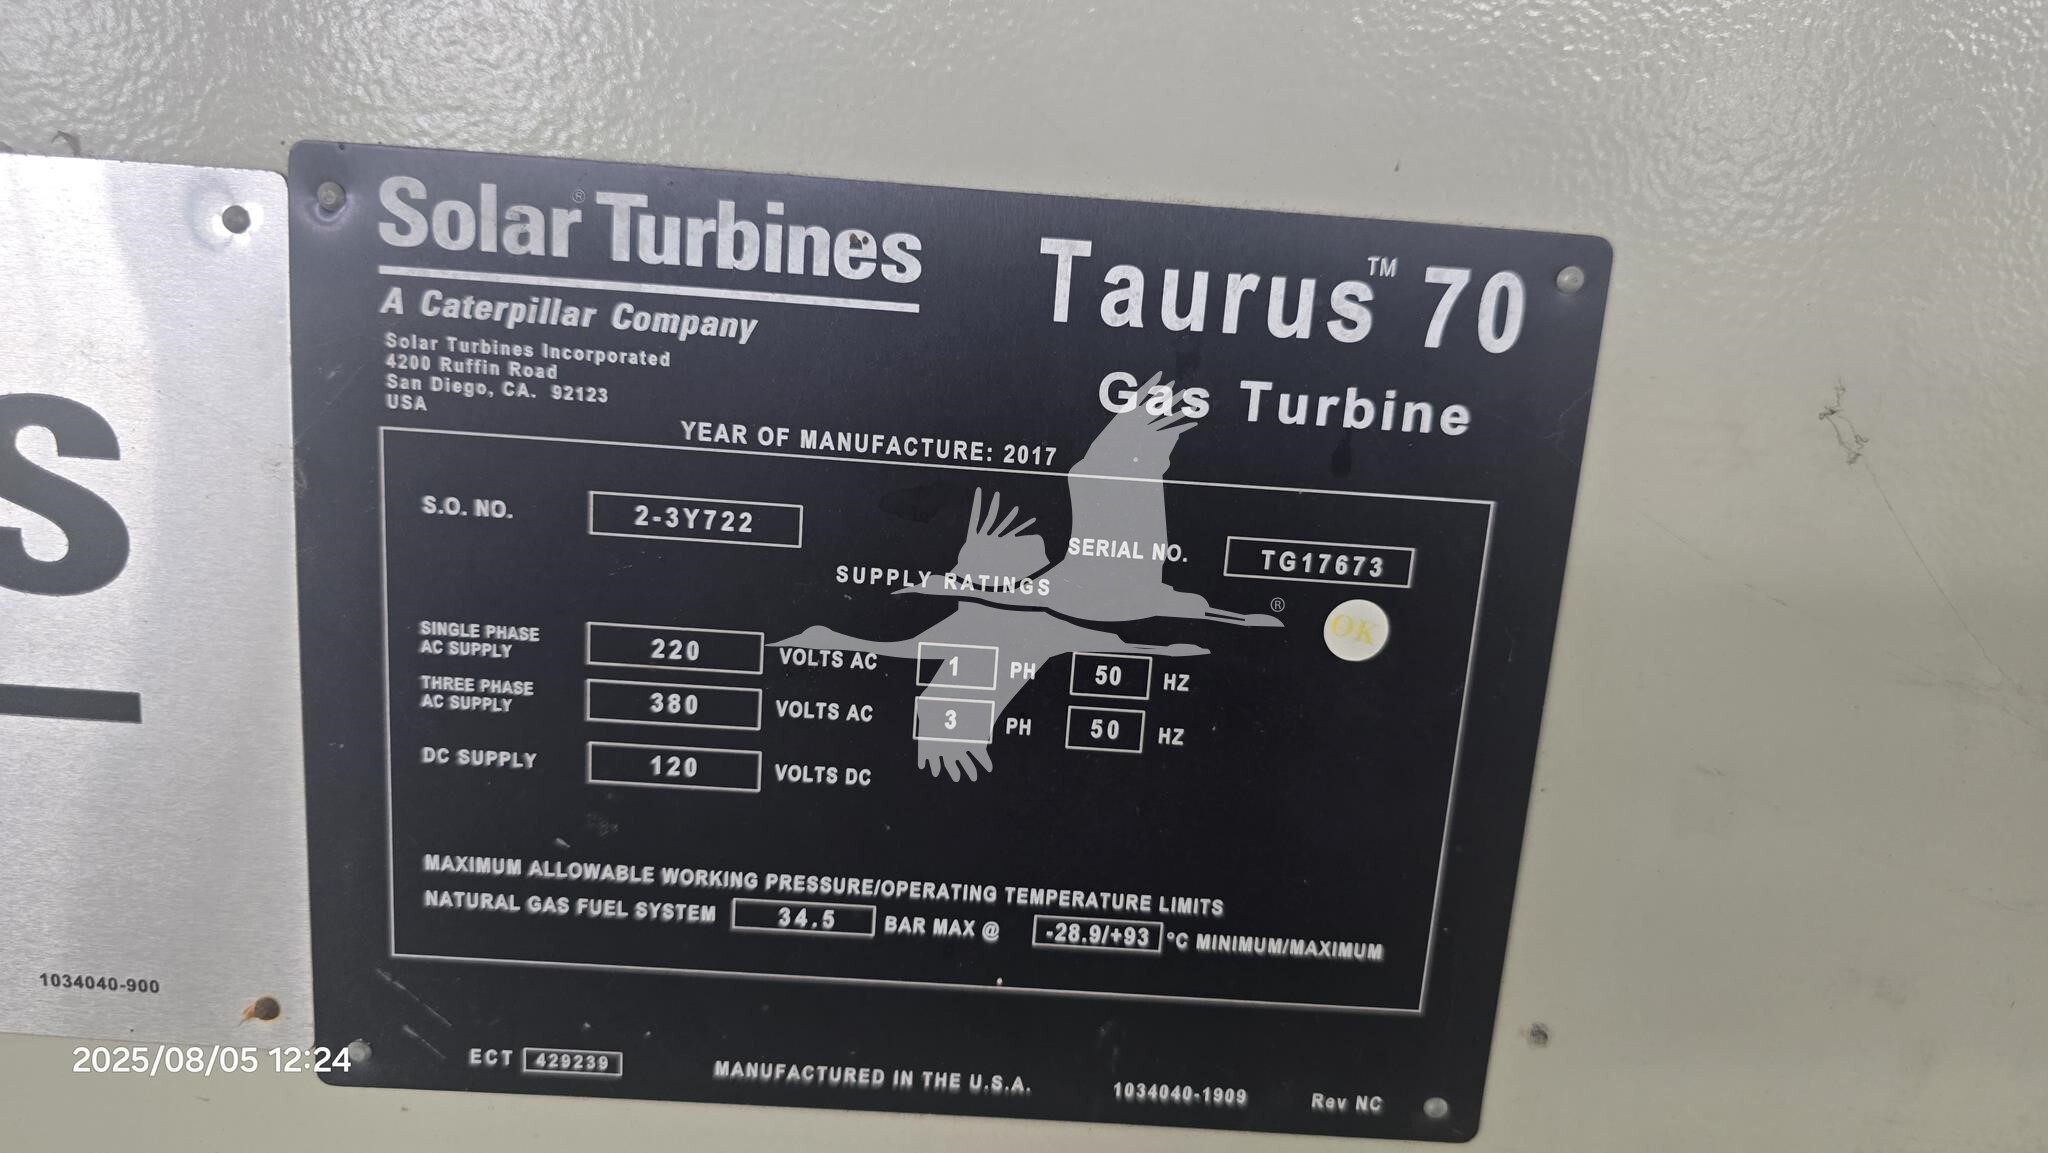 Solar® Turbines
A Caterpillar Company
Solar Turbines Incorporated
4200 Ruffin Road
San Diego, CA. 92123
USA
Taurus™ 70
Gas Turbine
YEAR OF MANUFACTURE: 2017
S.O. NO. 2-3Y722
SERIAL NO. TG17673
SUPPLY RATINGS
®
OK
SINGLE PHASE
AC SUPPLY 220 VOLTS AC 1 PH 50 HZ
THREE PHASE
AC SUPPLY 380 VOLTS AC 3 PH 50 HZ
DC SUPPLY 120 VOLTS DC
MAXIMUM ALLOWABLE WORKING PRESSURE/OPERATING TEMPERATURE LIMITS
NATURAL GAS FUEL SYSTEM 34.5 BAR MAX @ -28.9/+93 °C MINIMUM/MAXIMUM
ECT 429239 MANUFACTURED IN THE U.S.A. 1034040-1909 Rev NC
S
1034040-900
2025/08/05 12:24